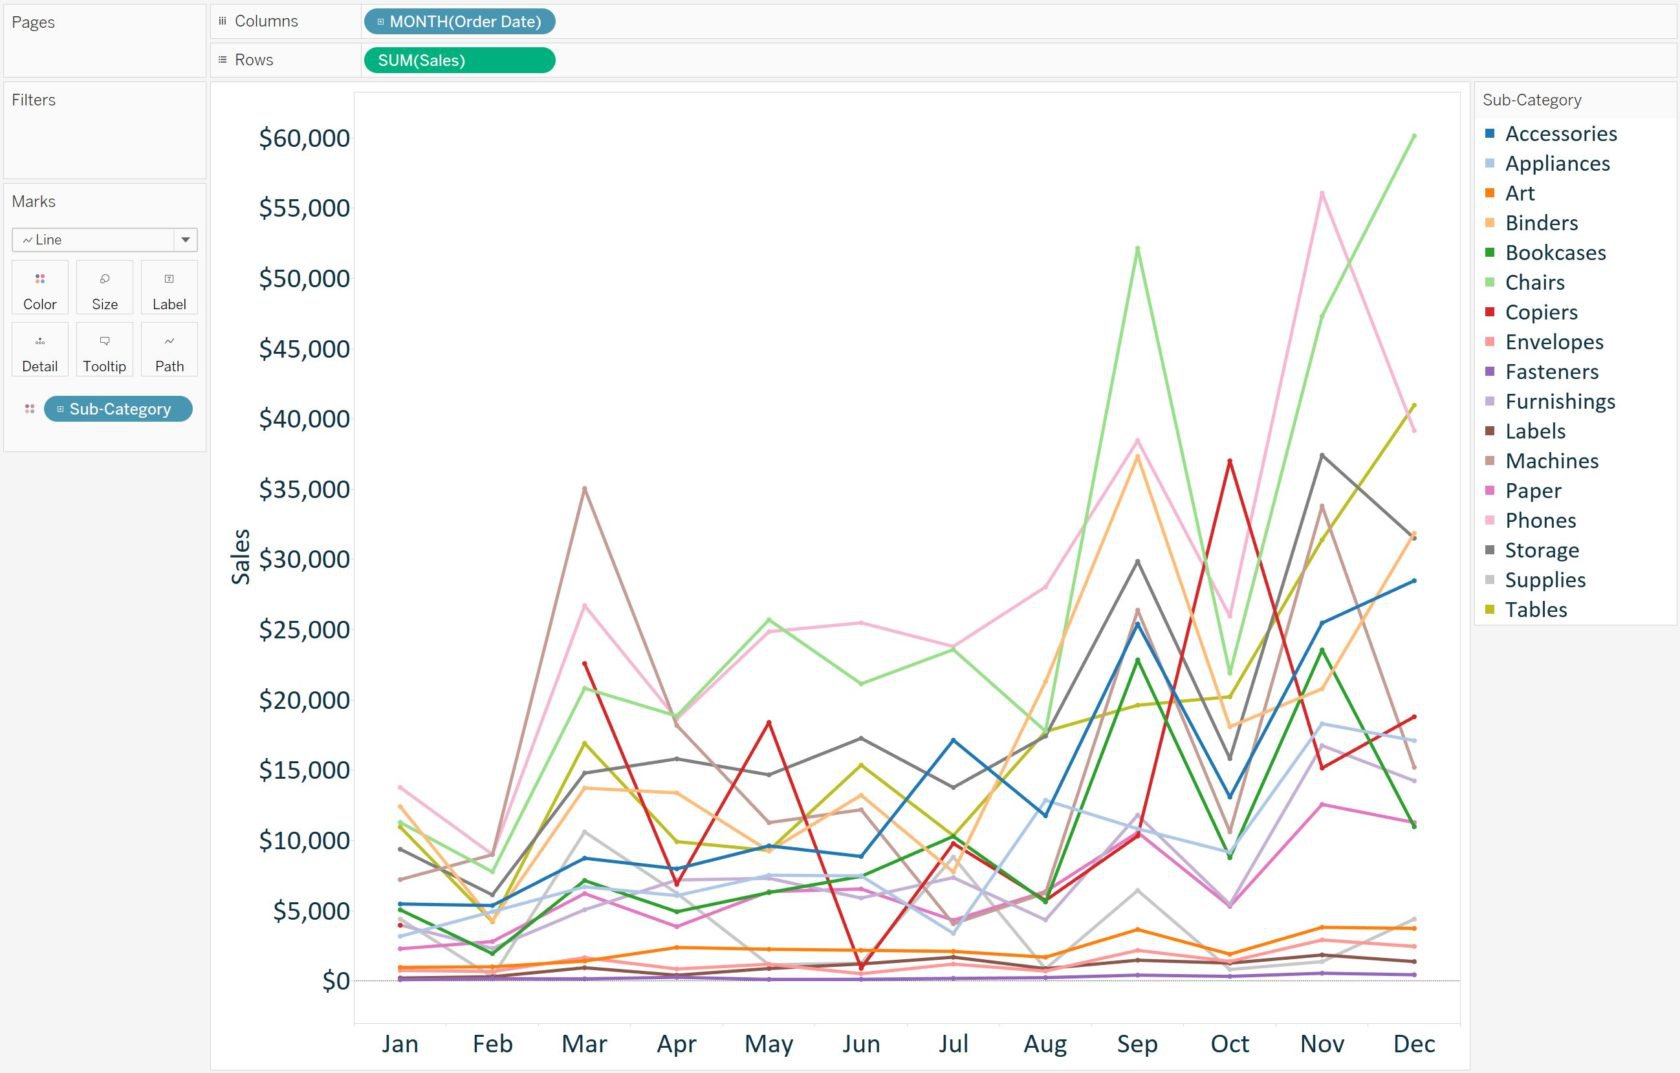 Pages
Columns
MONTH(Order Date)
Rows
SUM(Sales)
Filters
Marks
Line
Color
Size
Label
Detail
Tooltip
Path
Sub-Category
Sales
$60,000
$55,000
$50,000
$45,000
$40,000
$35,000
$30,000
$25,000
$20,000
$15,000
$10,000
$5,000
$0
Jan Feb Mar Apr May Jun Jul Aug Sep Oct Nov Dec
Sub-Category
Accessories
Appliances
Art
Binders
Bookcases
Chairs
Copiers
Envelopes
Fasteners
Furnishings
Labels
Machines
Paper
Phones
Storage
Supplies
Tables